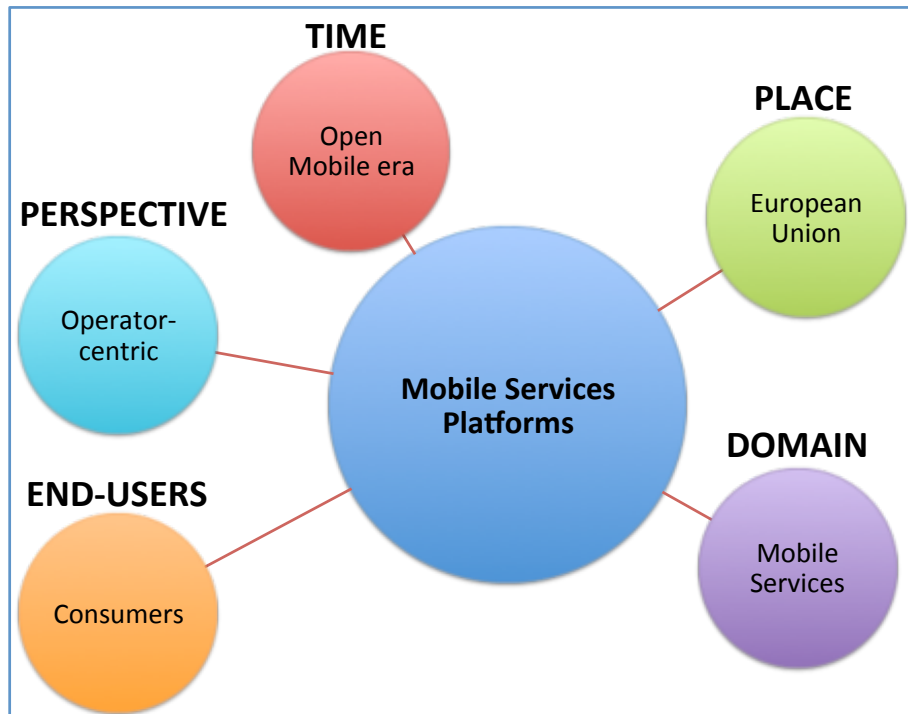 TIME
Open
Mobile era
PLACE
European
Union
PERSPECTIVE
Operator-
centric
Mobile Services
Platforms
DOMAIN
Mobile
Services
END-USERS
Consumers